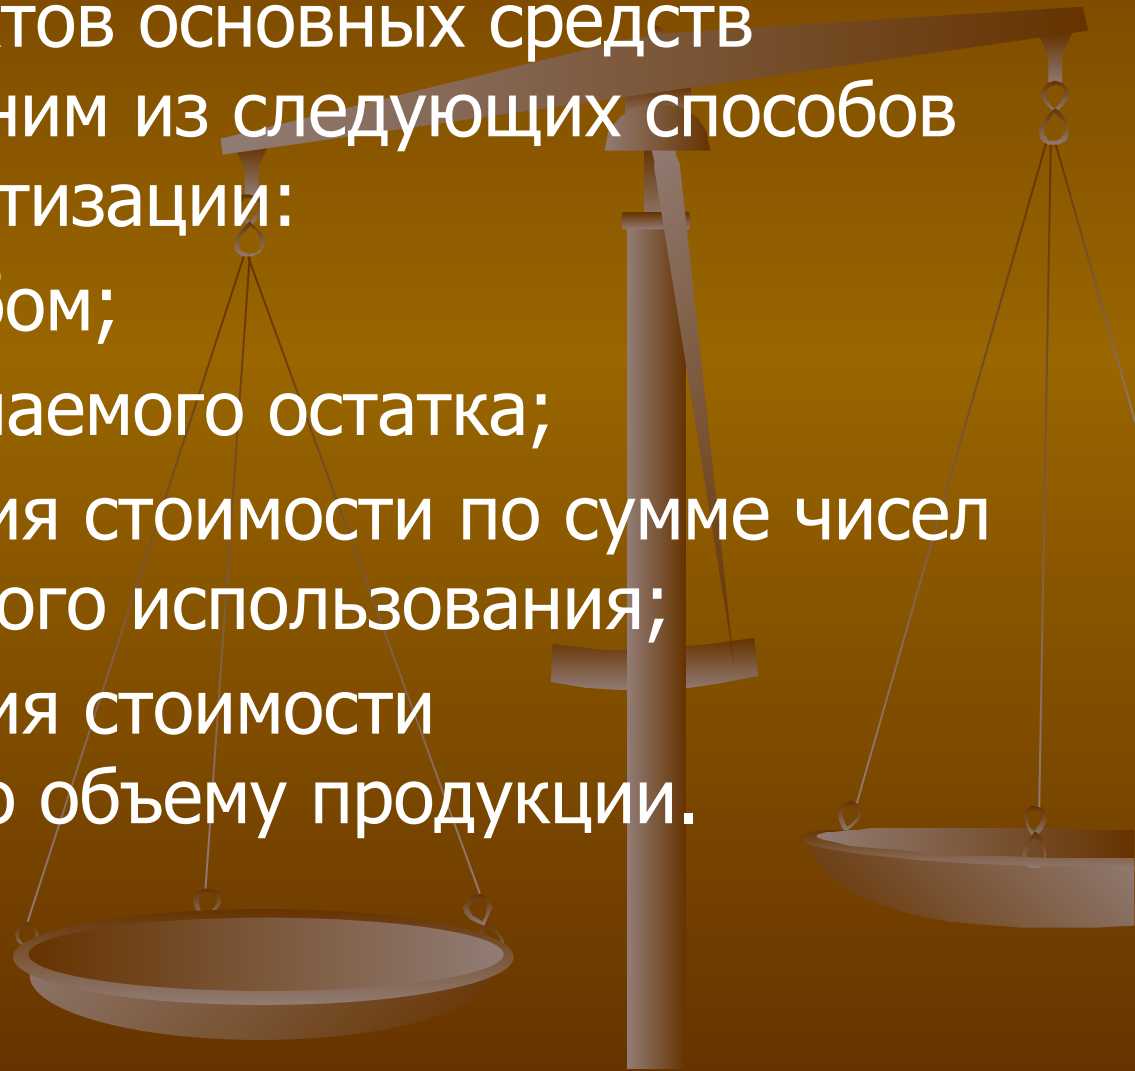 ктов основных средств
ним из следующих способов
тизации:
бом;
аемого остатка;
ия стоимости по сумме чисел
ого использования;
ия стоимости
о объему продукции.